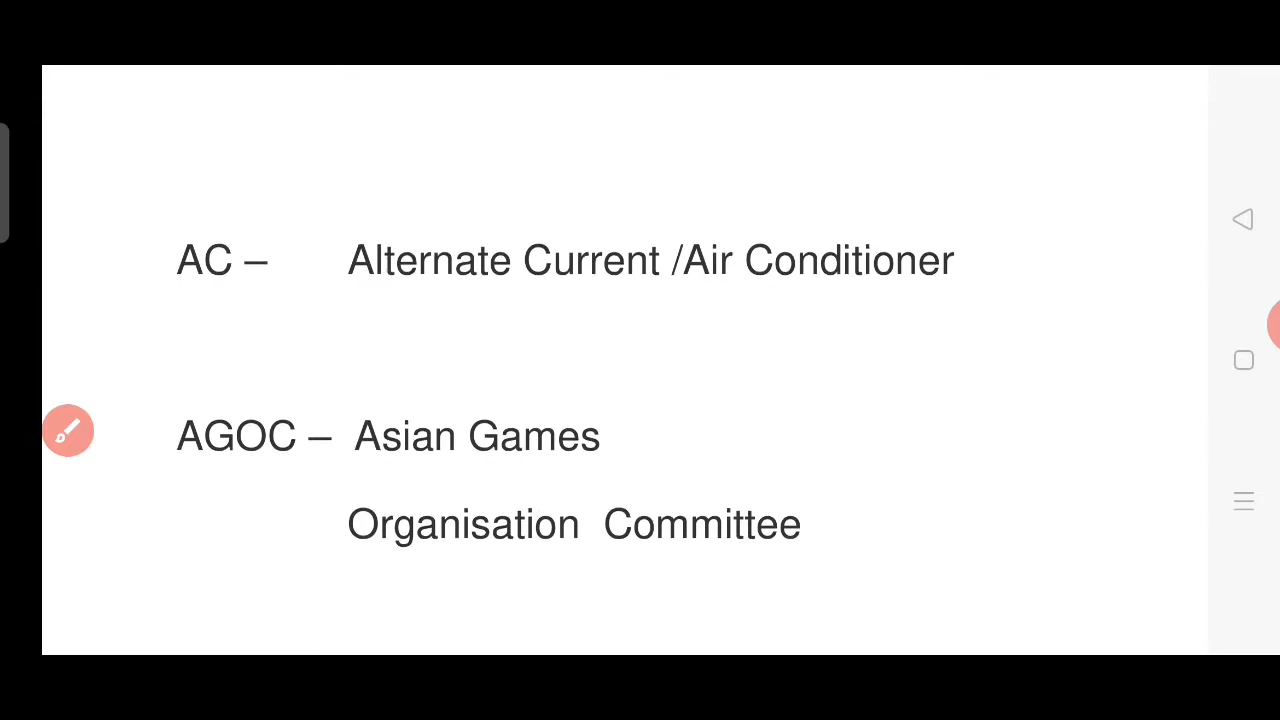 AC – Alternate Current /Air Conditioner
AGOC – Asian Games
Organisation Committee